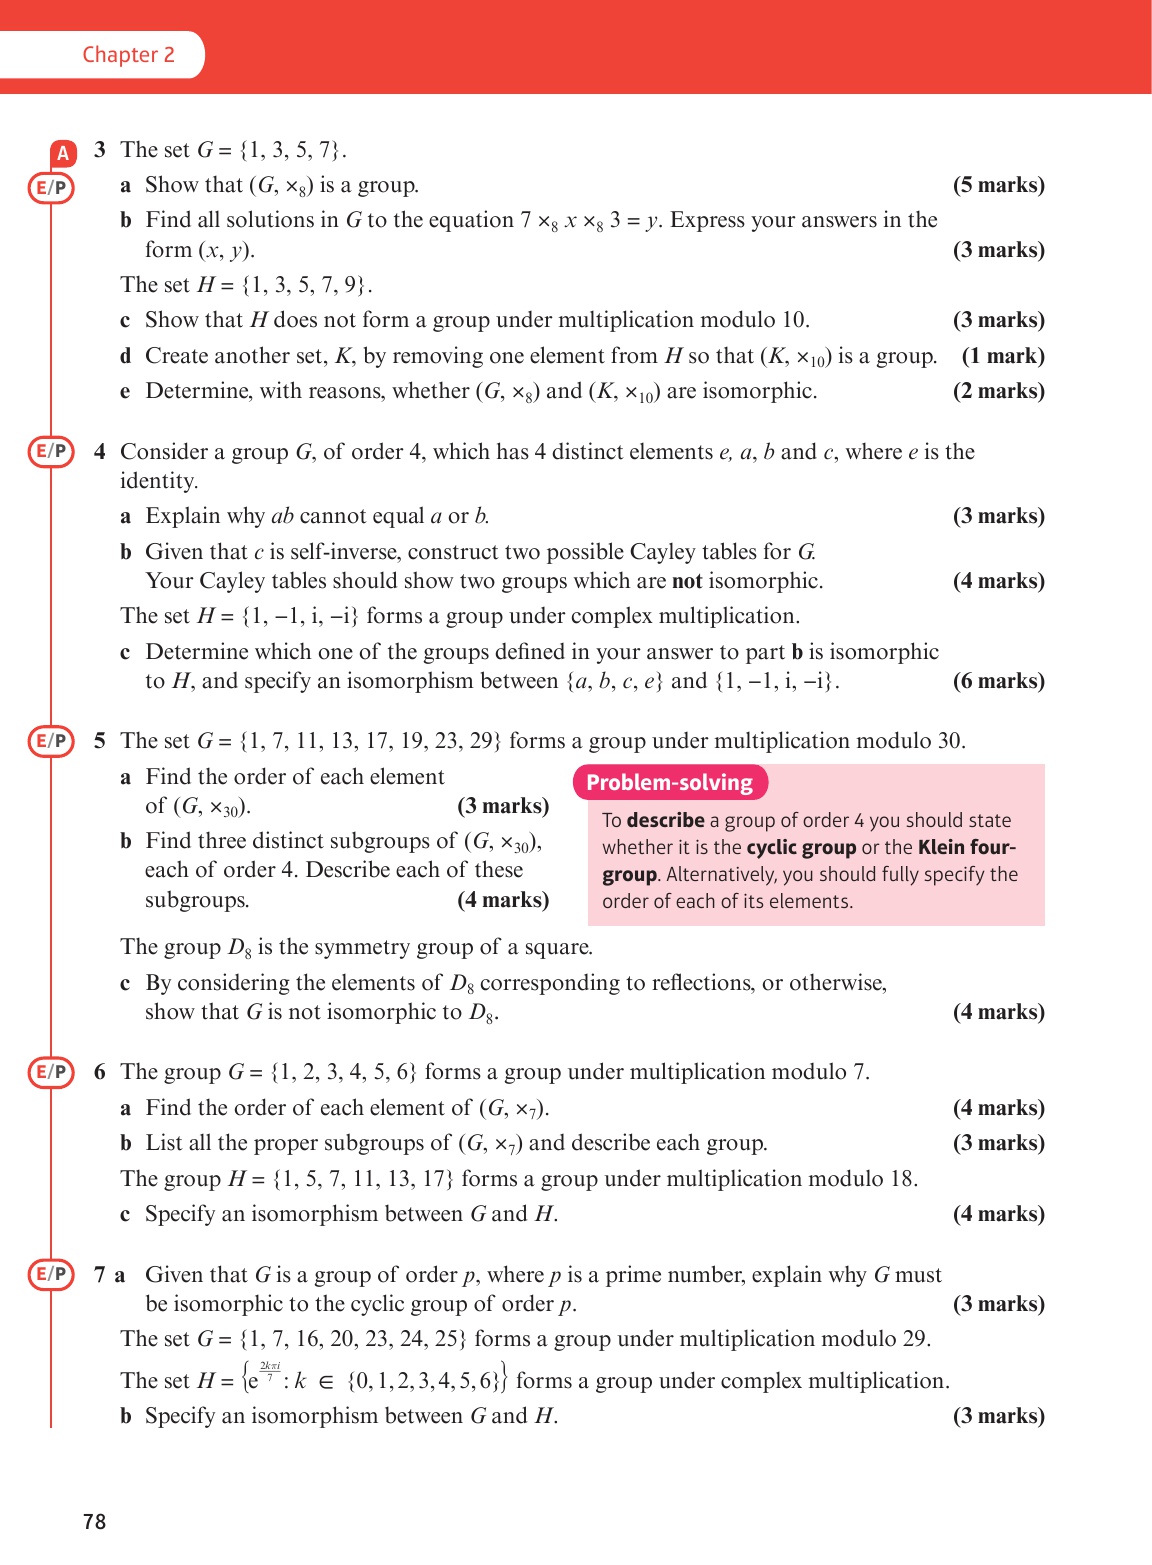 Chapter 2
A
E/P
3 The set G = {1, 3, 5, 7}.
a Show that (G, ×₈) is a group. (5 marks)
b Find all solutions in G to the equation 7 ×₈ x ×₈ 3 = y. Express your answers in the
form (x, y). (3 marks)
The set H = {1, 3, 5, 7, 9}.
c Show that H does not form a group under multiplication modulo 10. (3 marks)
d Create another set, K, by removing one element from H so that (K, ×₁₀) is a group. (1 mark)
e Determine, with reasons, whether (G, ×₈) and (K, ×₁₀) are isomorphic. (2 marks)
E/P
4 Consider a group G, of order 4, which has 4 distinct elements e, a, b and c, where e is the
identity.
a Explain why ab cannot equal a or b. (3 marks)
b Given that c is self-inverse, construct two possible Cayley tables for G.
Your Cayley tables should show two groups which are not isomorphic. (4 marks)
The set H = {1, −1, i, −i} forms a group under complex multiplication.
c Determine which one of the groups defined in your answer to part b is isomorphic
to H, and specify an isomorphism between {a, b, c, e} and {1, −1, i, −i}. (6 marks)
E/P
5 The set G = {1, 7, 11, 13, 17, 19, 23, 29} forms a group under multiplication modulo 30.
a Find the order of each element
of (G, ×₃₀). (3 marks)
b Find three distinct subgroups of (G, ×₃₀),
each of order 4. Describe each of these
subgroups. (4 marks)
Problem-solving
To describe a group of order 4 you should state
whether it is the cyclic group or the Klein four-
group. Alternatively, you should fully specify the
order of each of its elements.
The group D₈ is the symmetry group of a square.
c By considering the elements of D₈ corresponding to reflections, or otherwise,
show that G is not isomorphic to D₈. (4 marks)
E/P
6 The group G = {1, 2, 3, 4, 5, 6} forms a group under multiplication modulo 7.
a Find the order of each element of (G, ×₇). (4 marks)
b List all the proper subgroups of (G, ×₇) and describe each group. (3 marks)
The group H = {1, 5, 7, 11, 13, 17} forms a group under multiplication modulo 18.
c Specify an isomorphism between G and H. (4 marks)
E/P
7 a Given that G is a group of order p, where p is a prime number, explain why G must
be isomorphic to the cyclic group of order p. (3 marks)
The set G = {1, 7, 16, 20, 23, 24, 25} forms a group under multiplication modulo 29.
The set H = {e^(2kπi/7) : k ∈ {0, 1, 2, 3, 4, 5, 6}} forms a group under complex multiplication.
b Specify an isomorphism between G and H. (3 marks)
78